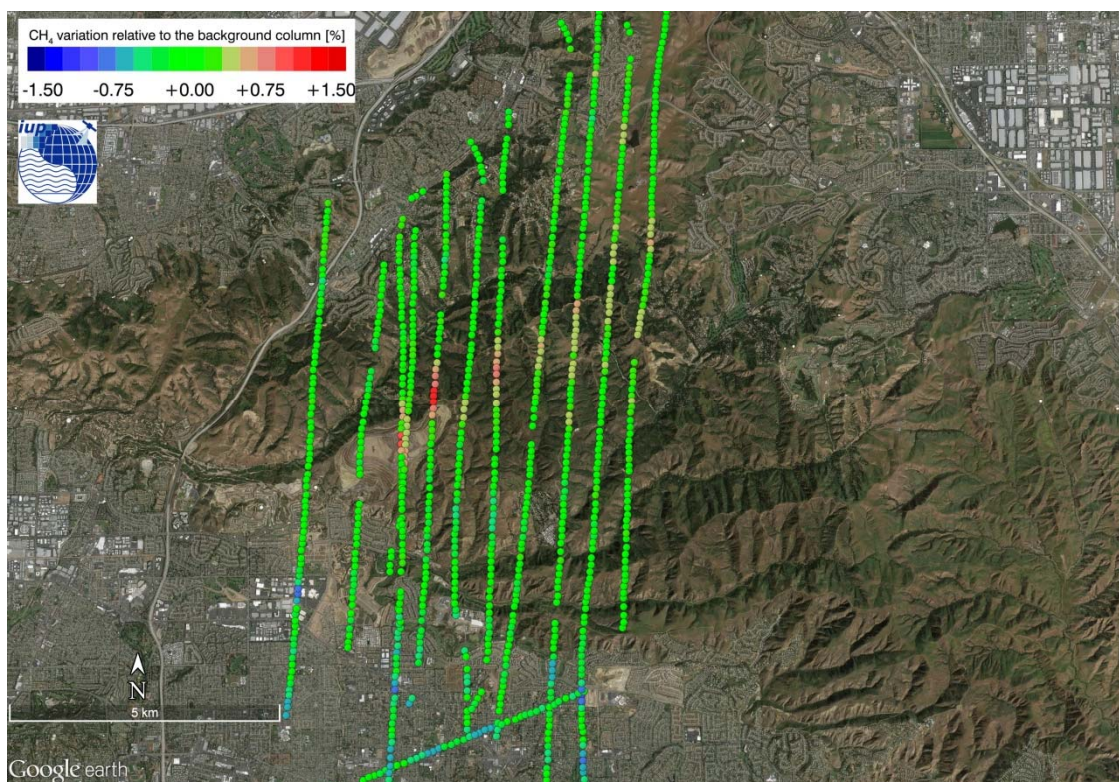 CH₄ variation relative to the background column [%]
-1.50 -0.75 +0.00 +0.75 +1.50
iup
N
5 km
Google earth